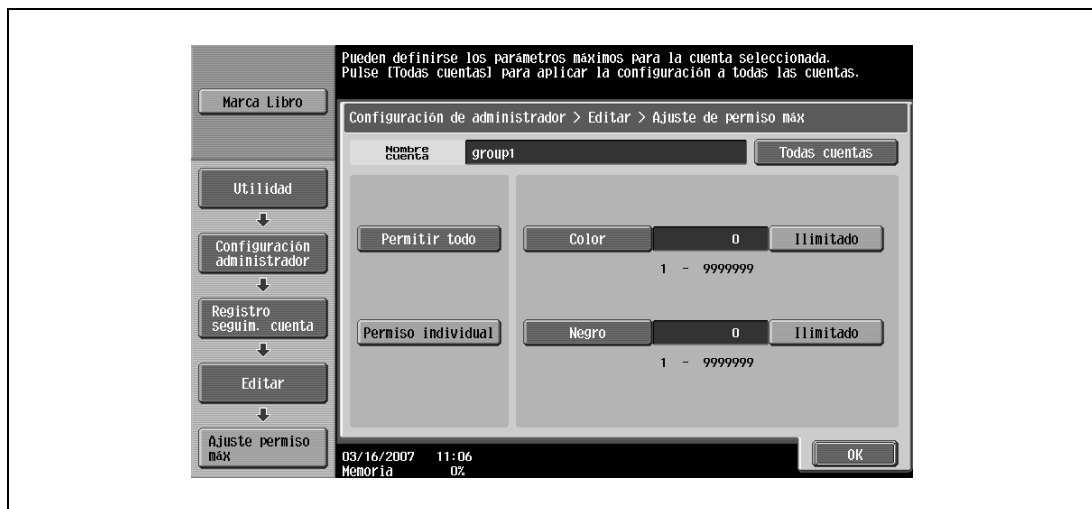 Pueden definirse los parámetros máximos para la cuenta seleccionada.
Pulse [Todas cuentas] para aplicar la configuración a todas las cuentas.
Marca Libro
Configuración de administrador > Editar > Ajuste de permiso máx
Nombre
cuenta
group1
Todas cuentas
Utilidad
Configuración
administrador
Registro
seguim. cuenta
Editar
Ajuste permiso
máx
Permitir todo
Color
0
Ilimitado
1 - 9999999
Permiso individual
Negro
0
Ilimitado
1 - 9999999
03/16/2007 11:06
Memoria 0%
OK